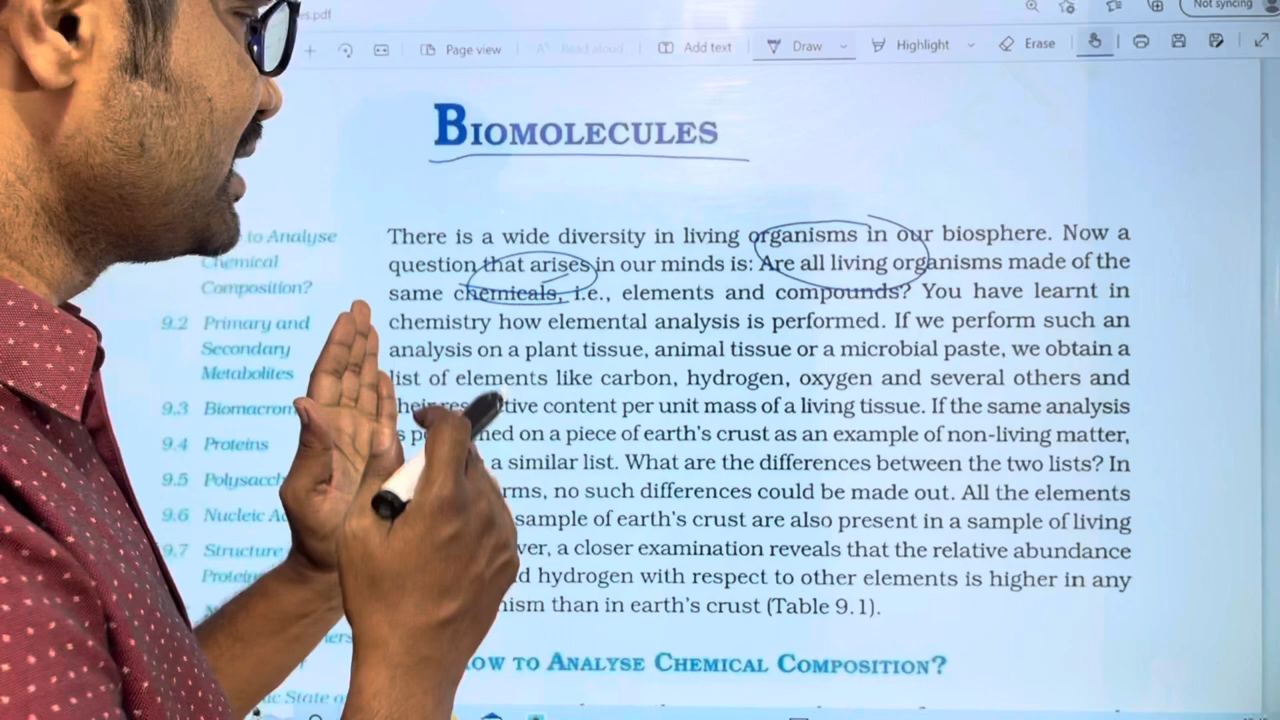 es.pdf
Not syncing
Page view
Read aloud
Add text
Draw
Highlight
Erase
BIOMOLECULES
to Analyse
Chemical
Composition?
9.2 Primary and
Secondary
Metabolites
9.3
9.4 Proteins
9.5
9.6 Nucleic
9.7 Structure
There is a wide diversity in living organisms in our biosphere. Now a
question that arises in our minds is: Are all living organisms made of the
same chemicals, i.e., elements and compounds? You have learnt in
chemistry how elemental analysis is performed. If we perform such an
analysis on a plant tissue, animal tissue or a microbial paste, we obtain a
list of elements like carbon, hydrogen, oxygen and several others and
content per unit mass of a living tissue. If the same analysis
on a piece of earth's crust as an example of non-living matter,
a similar list. What are the differences between the two lists? In
no such differences could be made out. All the elements
sample of earth's crust are also present in a sample of living
a closer examination reveals that the relative abundance
hydrogen with respect to other elements is higher in any
than in earth's crust (Table 9.1).
TO ANALYSE CHEMICAL COMPOSITION?
State